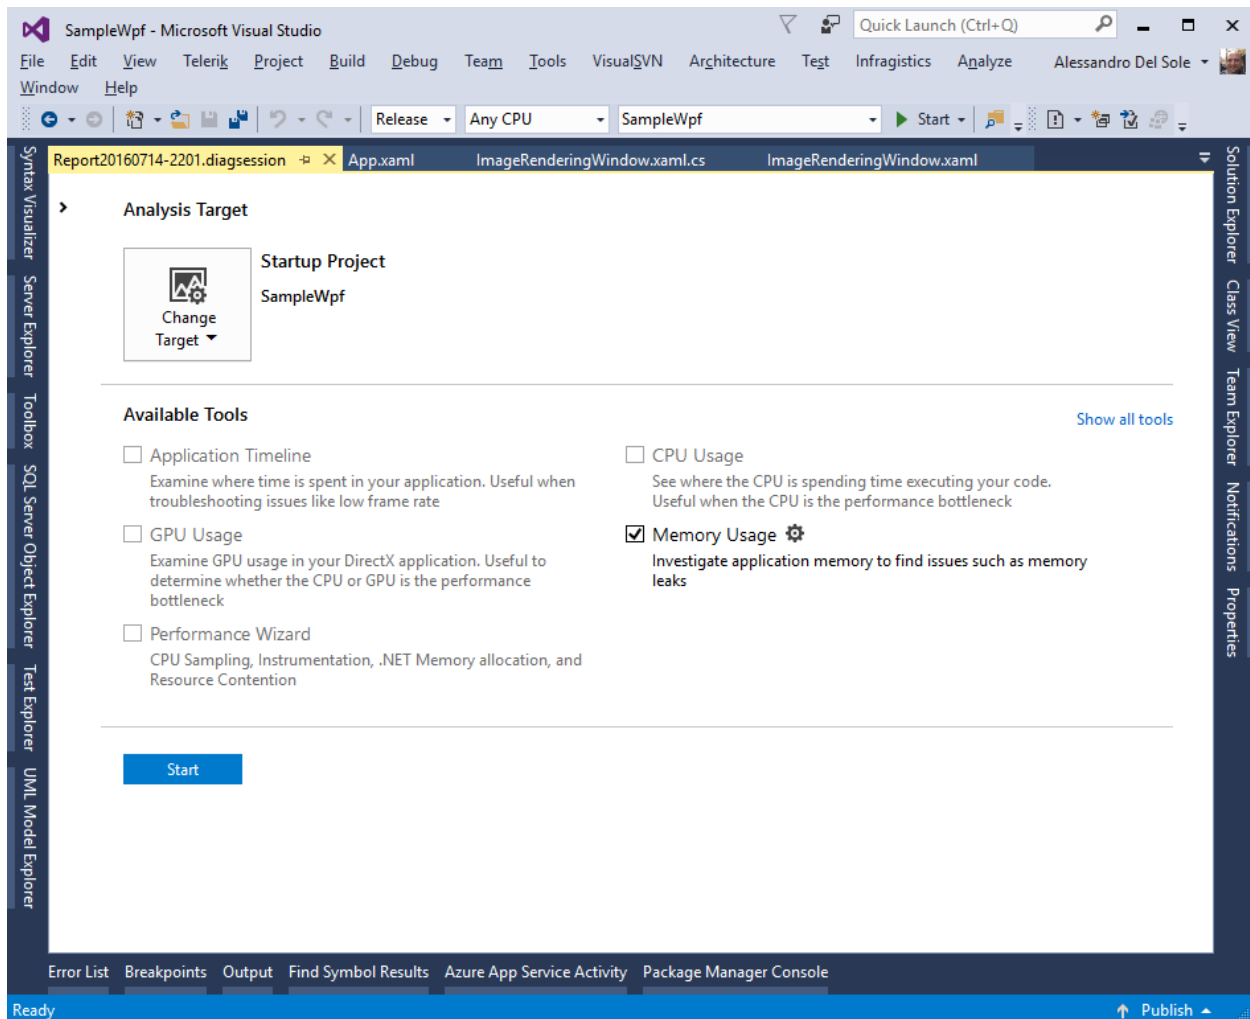 SampleWpf - Microsoft Visual Studio
Quick Launch (Ctrl+Q)
File Edit View Telerik Project Build Debug Team Tools VisualSVN Architecture Test Infragistics Analyze Alessandro Del Sole
Window Help
Release Any CPU SampleWpf Start
Report20160714-2201.diagsession App.xaml ImageRenderingWindow.xaml.cs ImageRenderingWindow.xaml
Syntax Visualizer
Server Explorer
Toolbox
SQL Server Object Explorer
Test Explorer
UML Model Explorer
Analysis Target
Change
Target
Startup Project
SampleWpf
Available Tools
Show all tools
Application Timeline
Examine where time is spent in your application. Useful when
troubleshooting issues like low frame rate
CPU Usage
See where the CPU is spending time executing your code.
Useful when the CPU is the performance bottleneck
GPU Usage
Examine GPU usage in your DirectX application. Useful to
determine whether the CPU or GPU is the performance
bottleneck
Memory Usage
Investigate application memory to find issues such as memory
leaks
Performance Wizard
CPU Sampling, Instrumentation, .NET Memory allocation, and
Resource Contention
Start
Solution Explorer
Class View
Team Explorer
Notifications
Properties
Error List Breakpoints Output Find Symbol Results Azure App Service Activity Package Manager Console
Ready
Publish